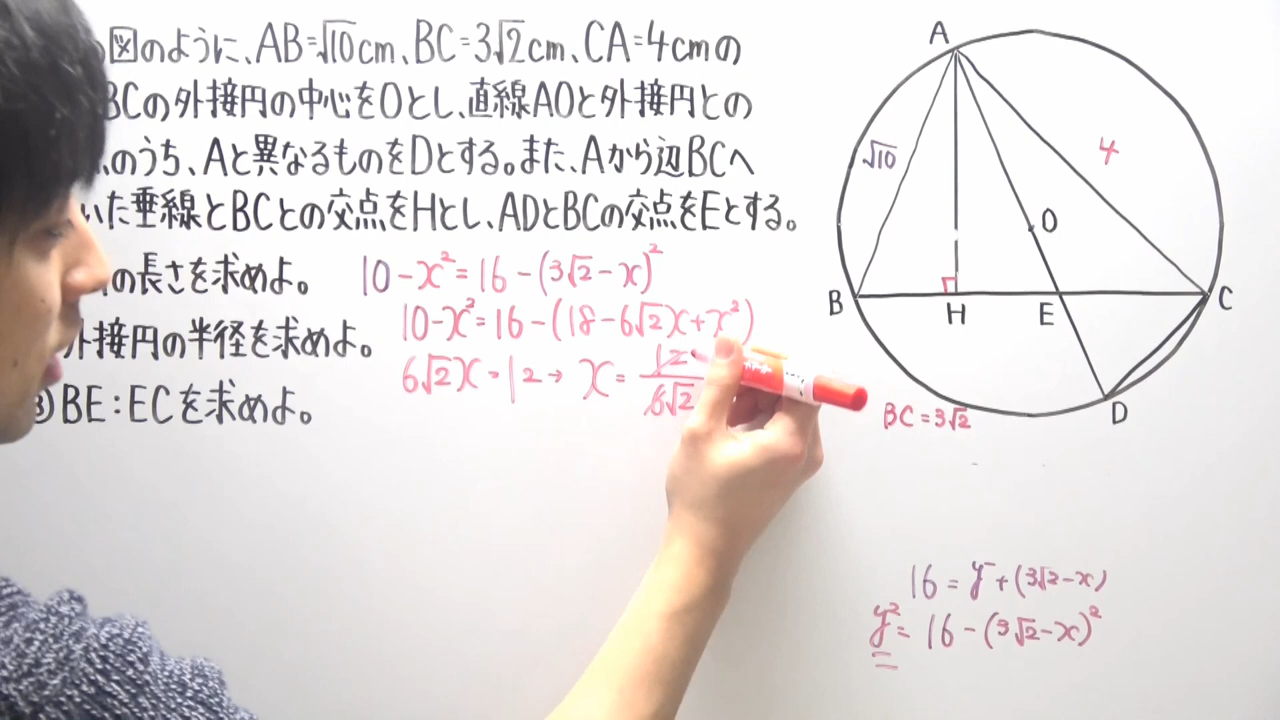 図のように、AB=√10cm、BC=3√2cm、CA=4cmの
BCの外接円の中心をOとし、直線AOと外接円との
のうち、Aと異なるものをDとする。また、Aから辺BCへ
いた垂線とBCとの交点をHとし、ADとBCの交点をEとする。
の長さを求めよ。
外接円の半径を求めよ。
③BE:ECを求めよ。
10-x²=16-(3√2-x)²
10-x²=16-(18-6√2x+x²)
6√2x=12→ x=12/6√2
A
√10
4
O
B
H
E
C
D
BC=3√2
16=y²+(3√2-x)
y²=16-(3√2-x)²